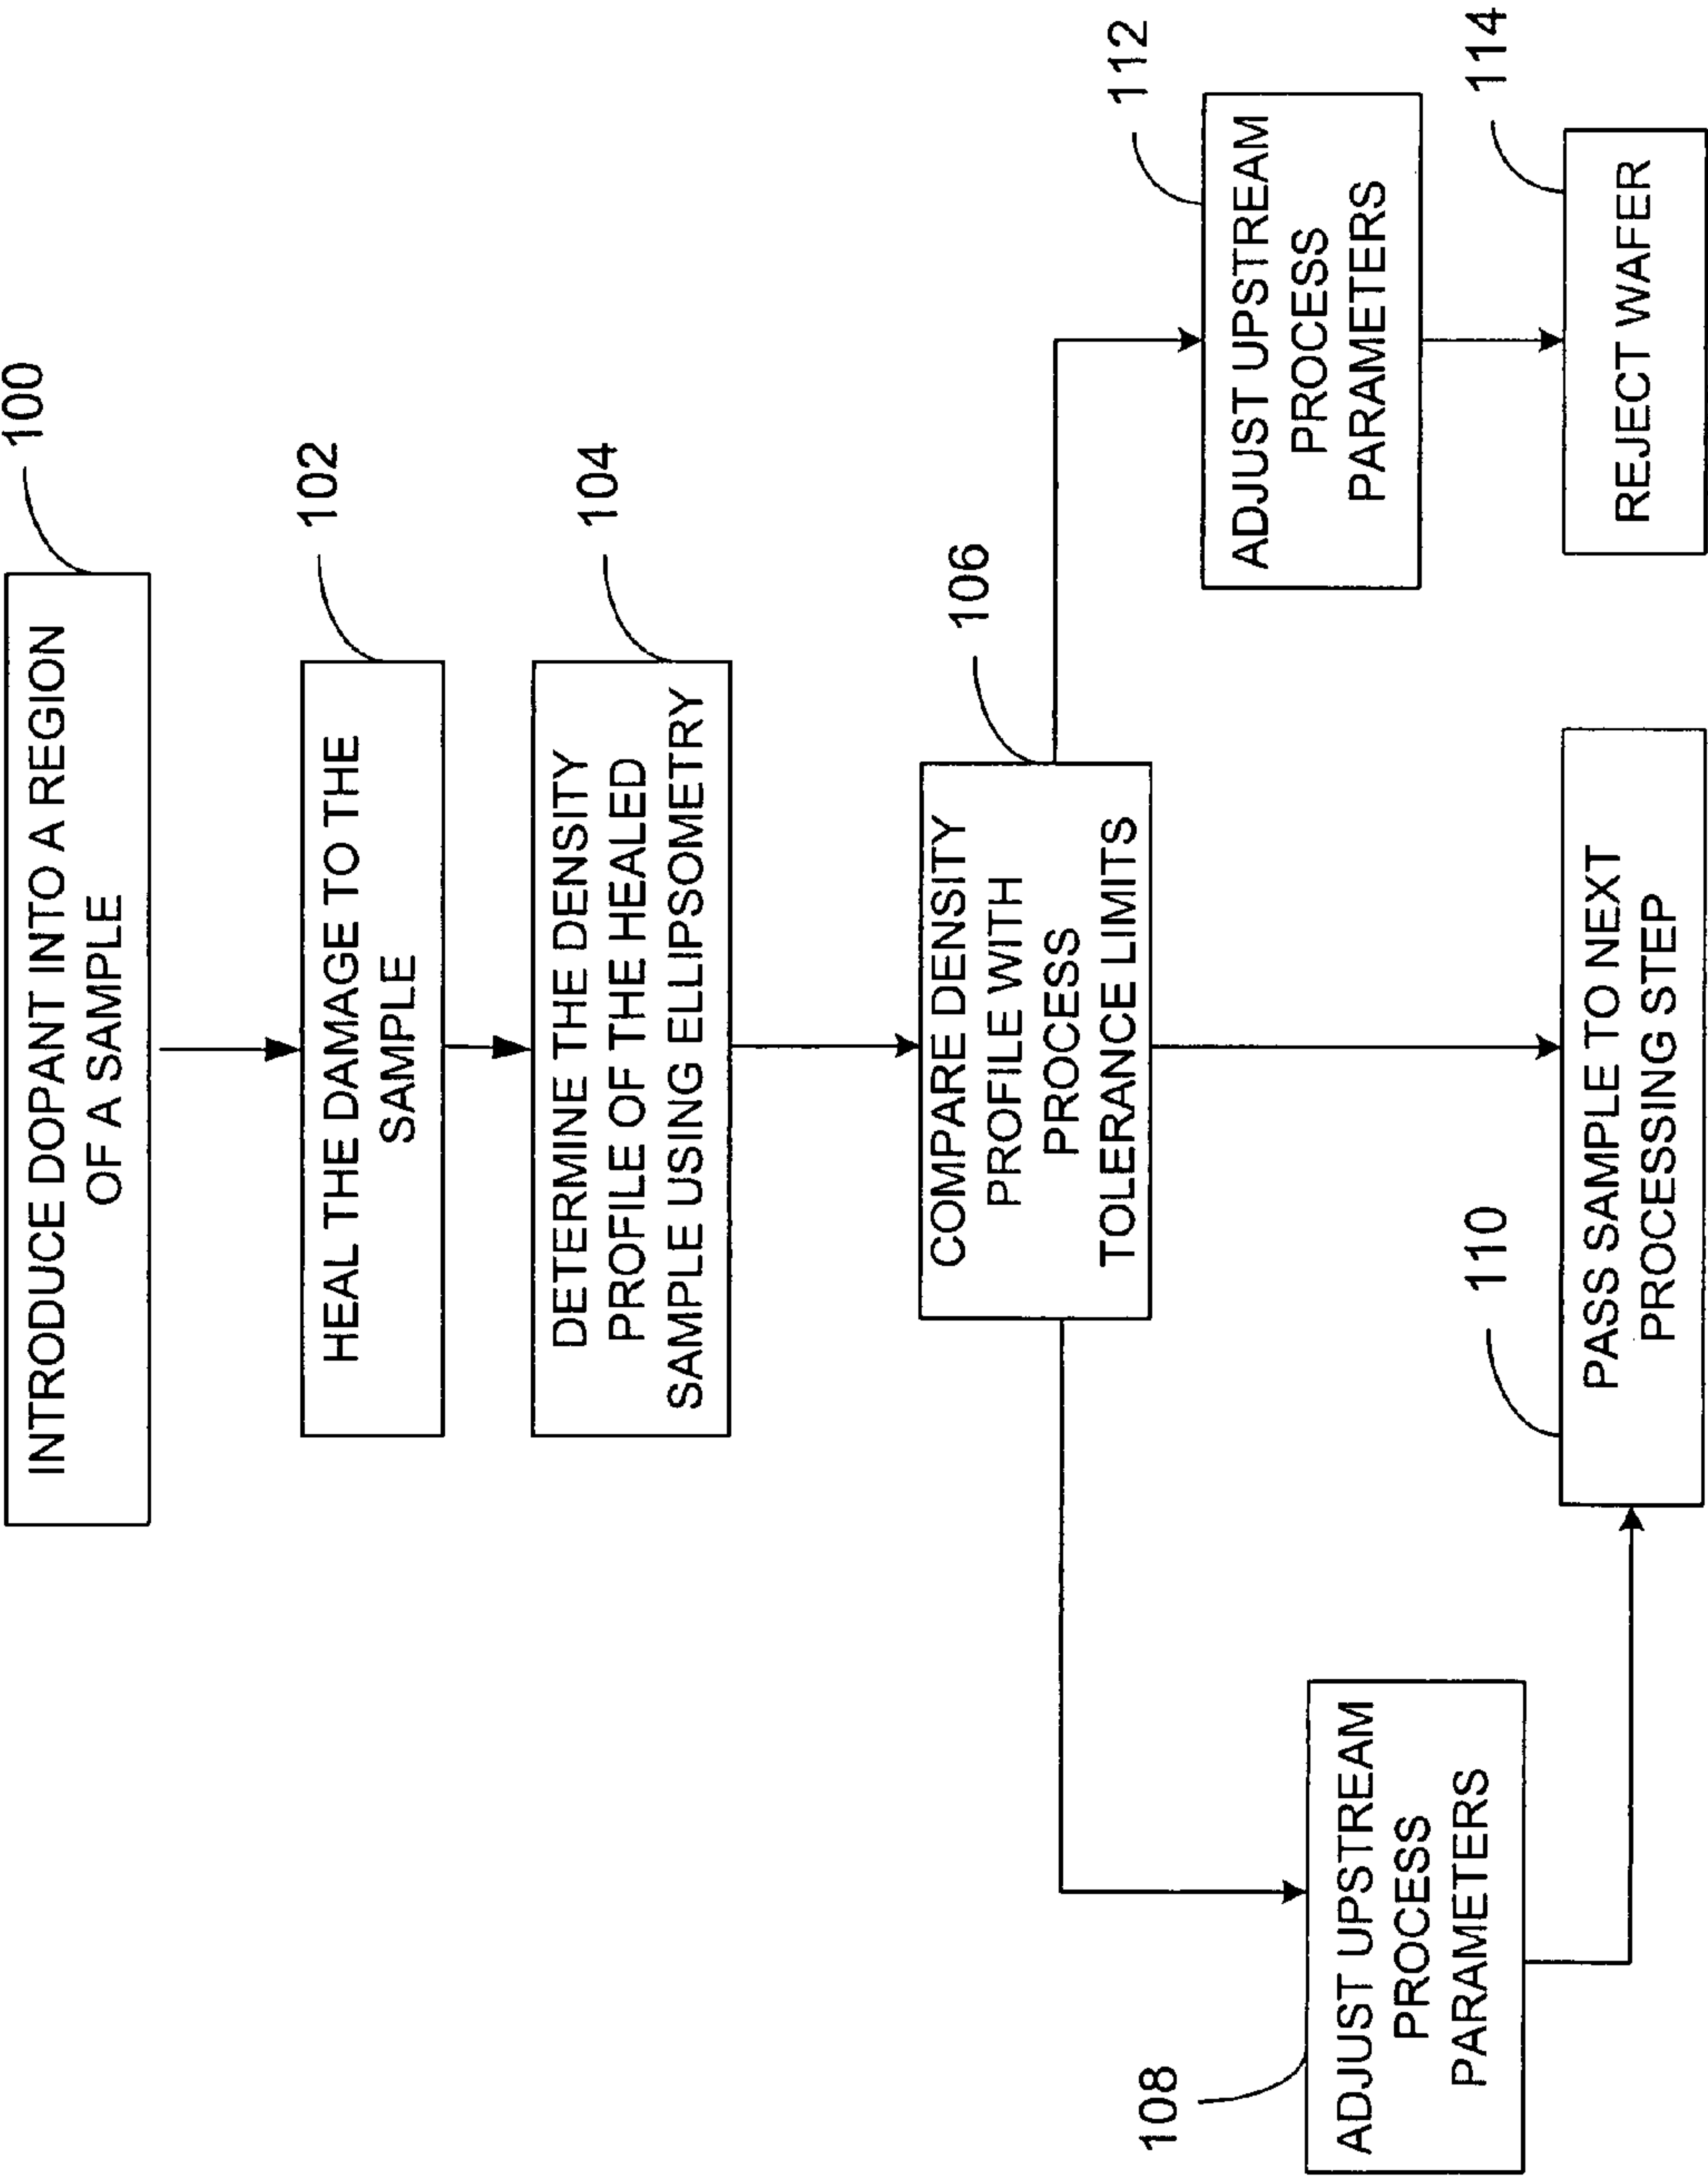 100
INTRODUCE DOPANT INTO A REGION
OF A SAMPLE
102
HEAL THE DAMAGE TO THE
SAMPLE
104
DETERMINE THE DENSITY
PROFILE OF THE HEALED
SAMPLE USING ELLIPSOMETRY
106
COMPARE DENSITY
PROFILE WITH
PROCESS
TOLERANCE LIMITS
108
ADJUST UPSTREAM
PROCESS
PARAMETERS
110
PASS SAMPLE TO NEXT
PROCESSING STEP
112
ADJUST UPSTREAM
PROCESS
PARAMETERS
114
REJECT WAFER